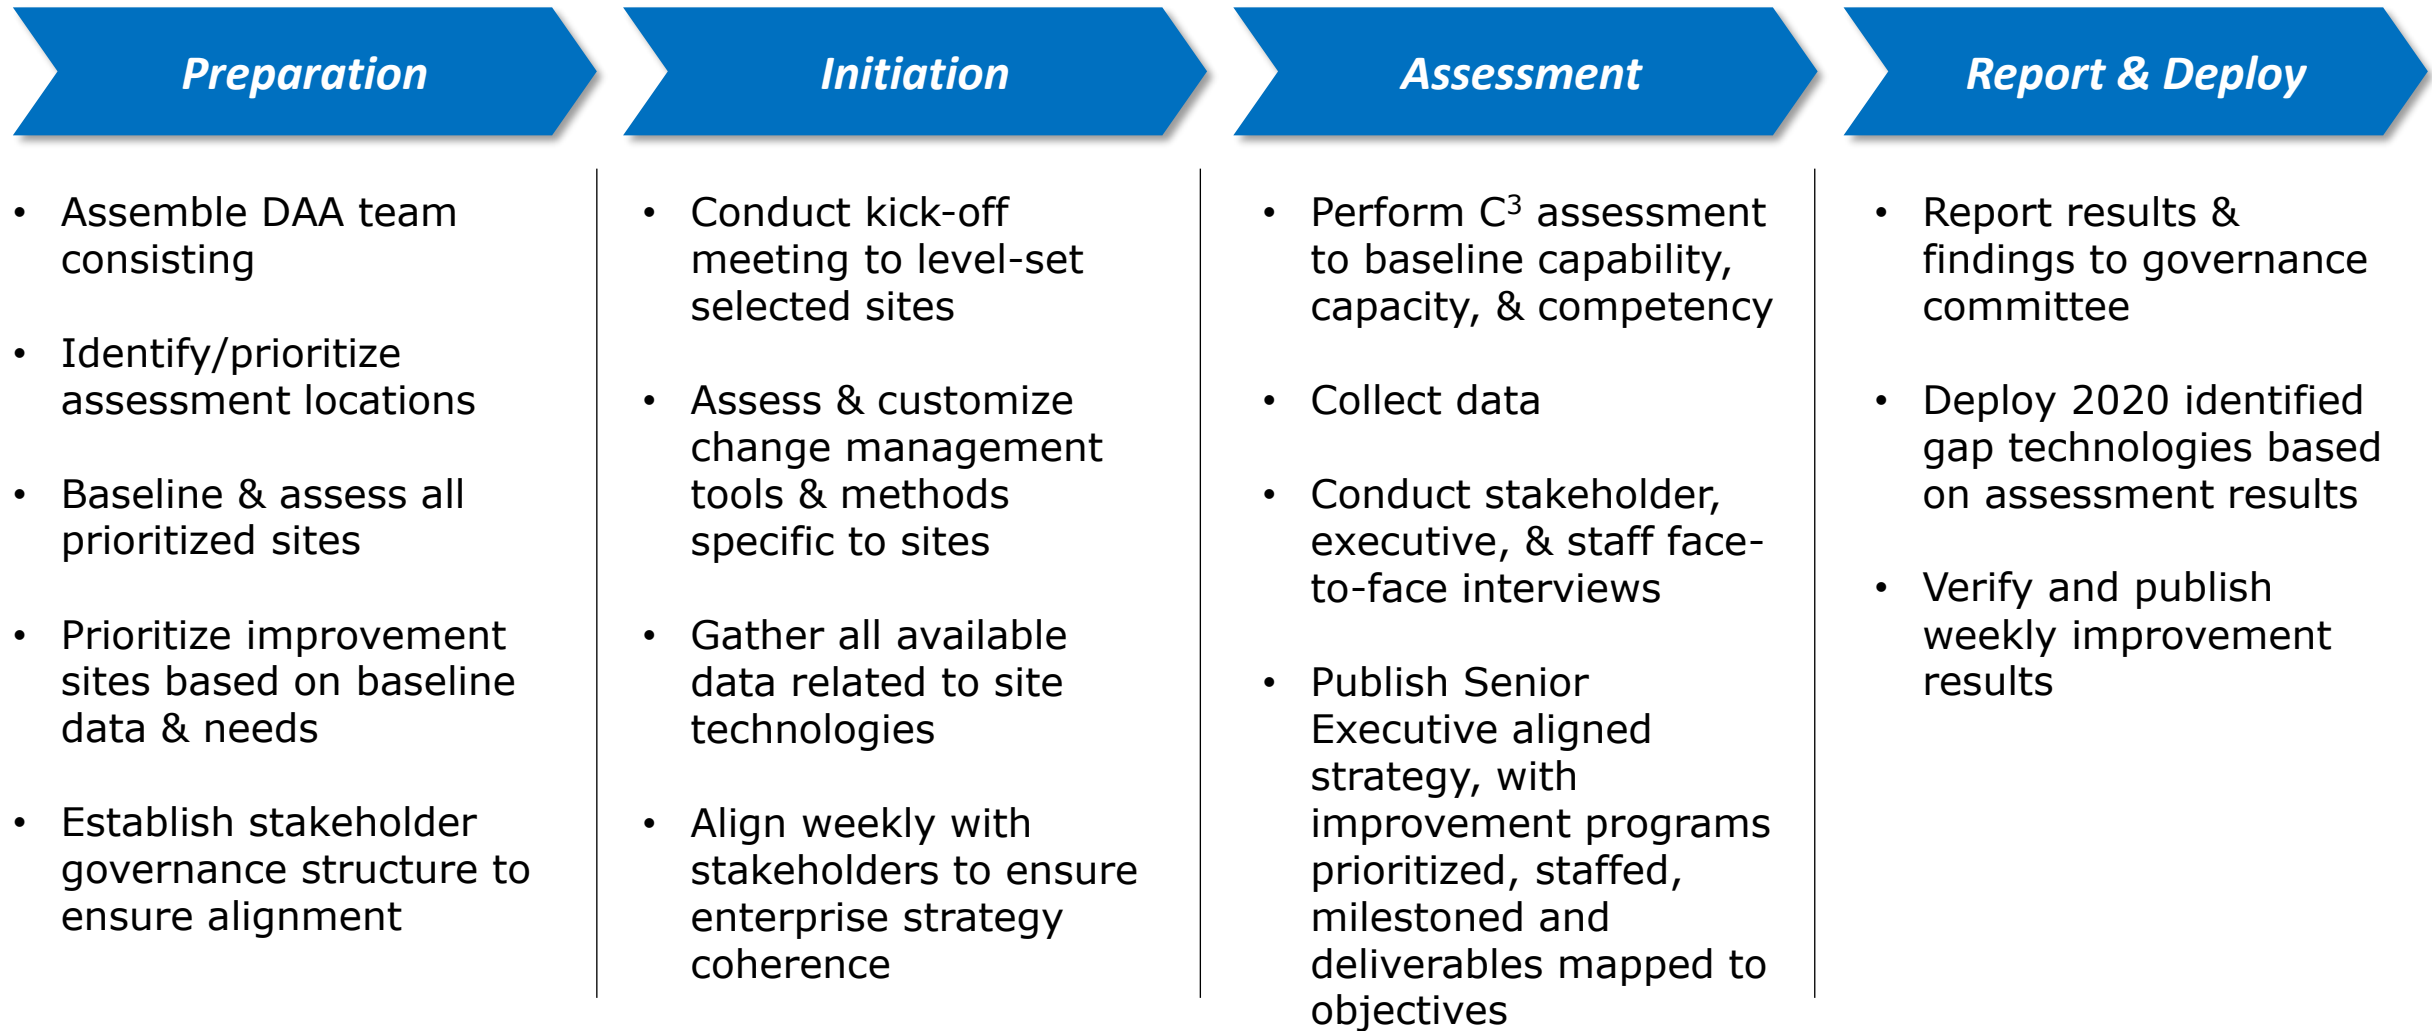 Preparation
Initiation
Assessment
Report & Deploy
• Assemble DAA team
consisting
• Identify/prioritize
assessment locations
• Baseline & assess all
prioritized sites
• Prioritize improvement
sites based on baseline
data & needs
• Establish stakeholder
governance structure to
ensure alignment
• Conduct kick-off
meeting to level-set
selected sites
• Assess & customize
change management
tools & methods
specific to sites
• Gather all available
data related to site
technologies
• Align weekly with
stakeholders to ensure
enterprise strategy
coherence
• Perform C³ assessment
to baseline capability,
capacity, & competency
• Collect data
• Conduct stakeholder,
executive, & staff face-
to-face interviews
• Publish Senior
Executive aligned
strategy, with
improvement programs
prioritized, staffed,
milestoned and
deliverables mapped to
objectives
• Report results &
findings to governance
committee
• Deploy 2020 identified
gap technologies based
on assessment results
• Verify and publish
weekly improvement
results